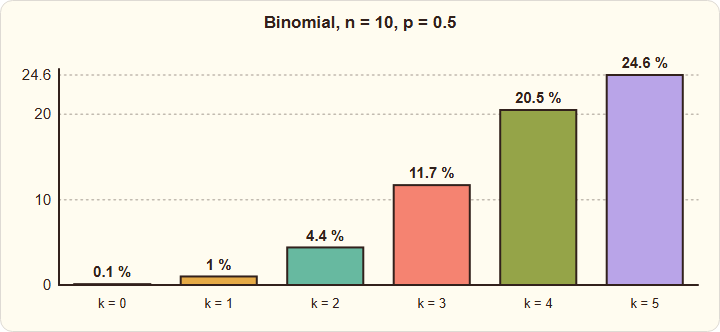 Binomial, n = 10, p = 0.5
24.6
20
10
0
0.1 %
1 %
4.4 %
11.7 %
20.5 %
24.6 %
k = 0
k = 1
k = 2
k = 3
k = 4
k = 5